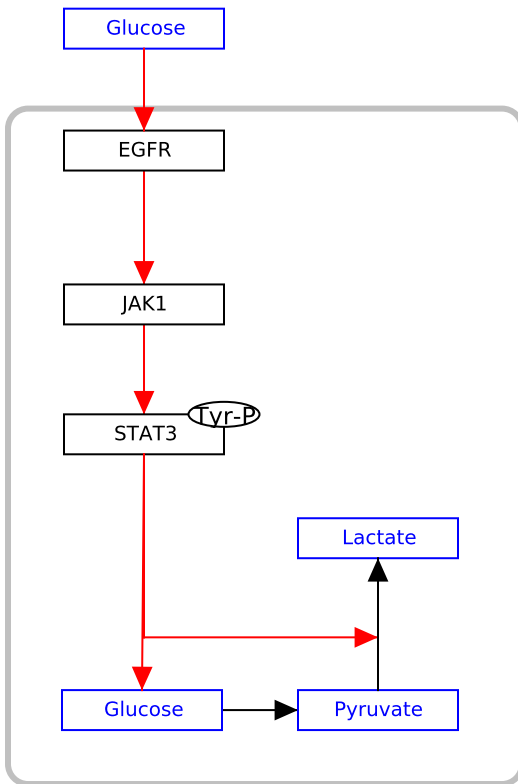 Glucose
EGFR
JAK1
Tyr-P
STAT3
Lactate
Glucose
Pyruvate